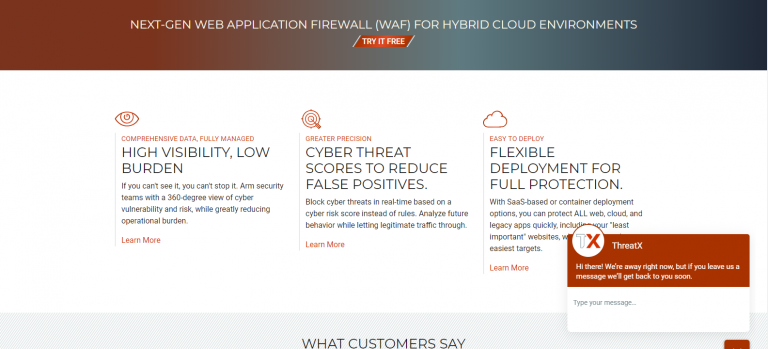 NEXT-GEN WEB APPLICATION FIREWALL (WAF) FOR HYBRID CLOUD ENVIRONMENTS
TRY IT FREE
COMPREHENSIVE DATA, FULLY MANAGED
HIGH VISIBILITY, LOW
BURDEN
If you can't see it, you can't stop it. Arm security
teams with a 360-degree view of cyber
vulnerability and risk, while greatly reducing
operational burden.
Learn More
GREATER PRECISION
CYBER THREAT
SCORES TO REDUCE
FALSE POSITIVES.
Block cyber threats in real-time based on a
cyber risk score instead of rules. Analyze future
behavior while letting legitimate traffic through.
Learn More
EASY TO DEPLOY
FLEXIBLE
DEPLOYMENT FOR
FULL PROTECTION.
With SaaS-based or container deployment
options, you can protect ALL web, cloud, and
legacy apps quickly, your "least
important" websites,
easiest targets.
Learn More
TX
ThreatX
Hi there! We're away right now, but if you leave us a
message we'll get back to you soon.
Type your message...
WHAT CUSTOMERS SAY